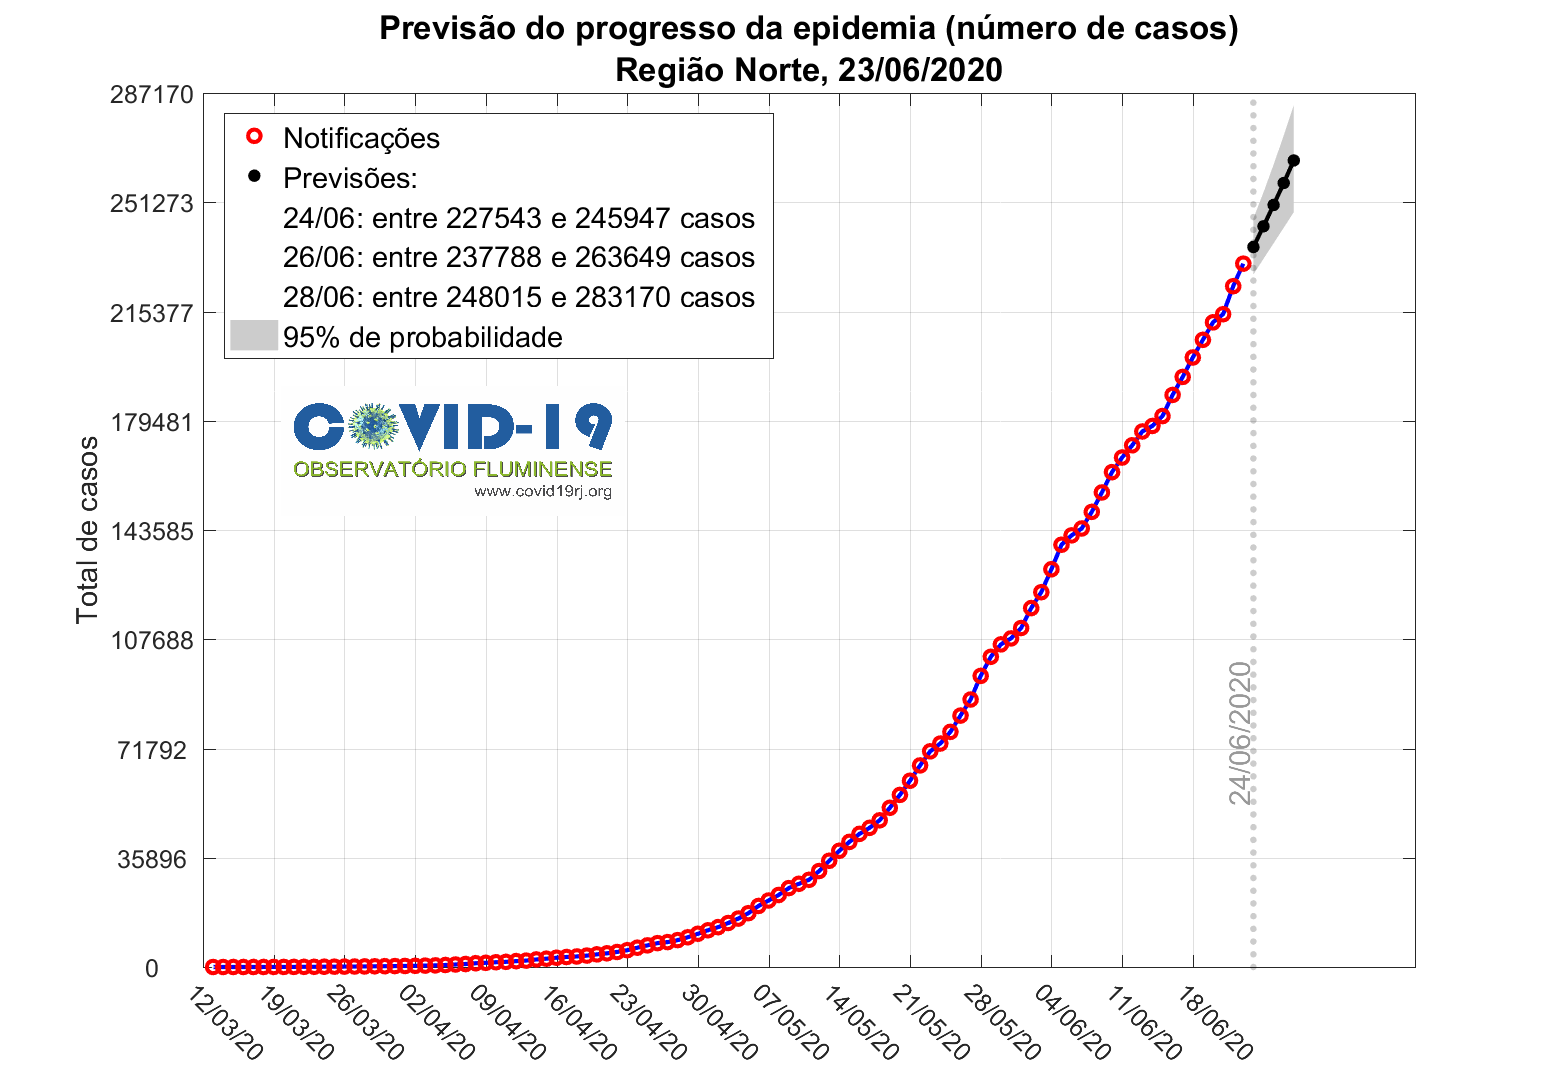 Previsão do progresso da epidemia (número de casos)
Região Norte, 23/06/2020
287170
251273
215377
179481
143585
107688
71792
35896
0
Total de casos
Notificações
Previsões:
24/06: entre 227543 e 245947 casos
26/06: entre 237788 e 263649 casos
28/06: entre 248015 e 283170 casos
95% de probabilidade
COVID-19
OBSERVATÓRIO FLUMINENSE
www.covid19rj.org
24/06/2020
12/03/20
19/03/20
26/03/20
02/04/20
09/04/20
16/04/20
23/04/20
30/04/20
07/05/20
14/05/20
21/05/20
28/05/20
04/06/20
11/06/20
18/06/20